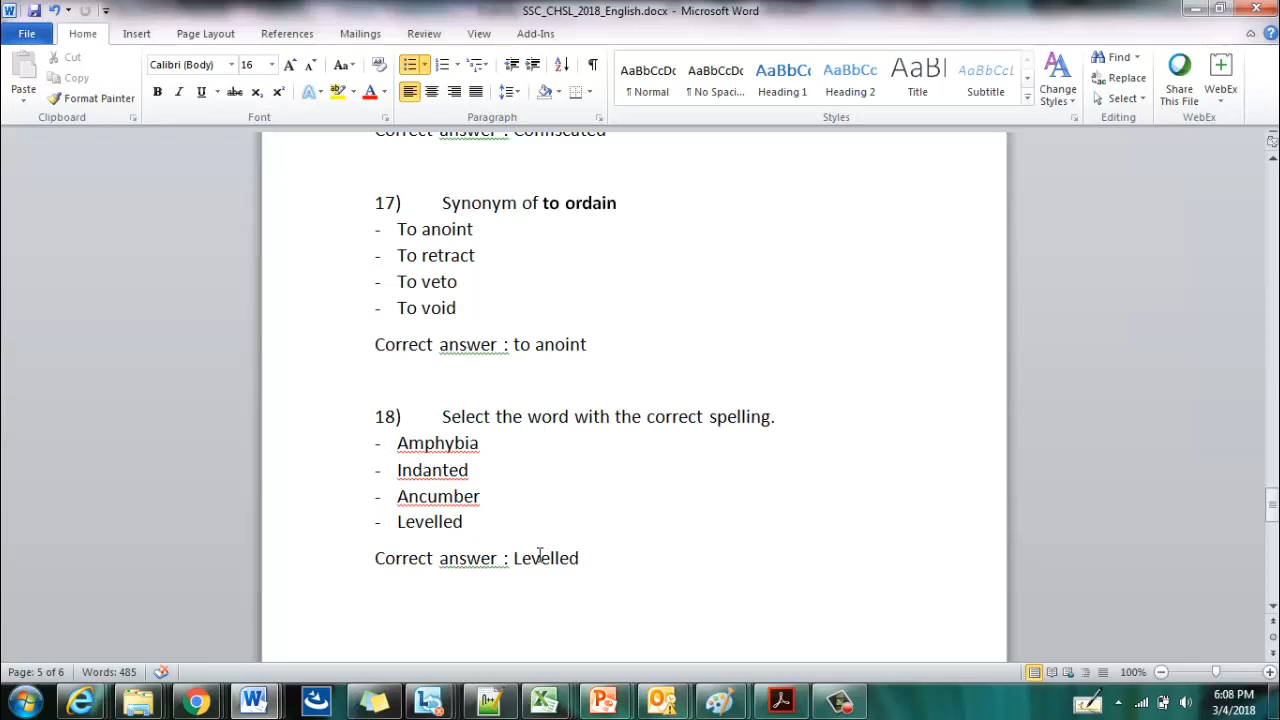 SSC_CHSL_2018_English.docx - Microsoft Word
File Home Insert Page Layout References Mailings Review View Add-Ins
Cut
Copy
Paste
Format Painter
Clipboard
Calibri (Body) 16
Font
Paragraph
AaBbCcDc AaBbCcDc AaBbCc AaBbCc AaBl AaBbCcL
¶ Normal ¶ No Spaci... Heading 1 Heading 2 Title Subtitle
Styles
Change Styles
Find
Replace
Select
Editing
Share This File
WebEx
WebEx
Correct answer : Confiscated
17) Synonym of to ordain
- To anoint
- To retract
- To veto
- To void
Correct answer : to anoint
18) Select the word with the correct spelling.
- Amphybia
- Indanted
- Ancumber
- Levelled
Correct answer : Levelled
Page: 5 of 6 Words: 485 100%
6:08 PM
3/4/2018